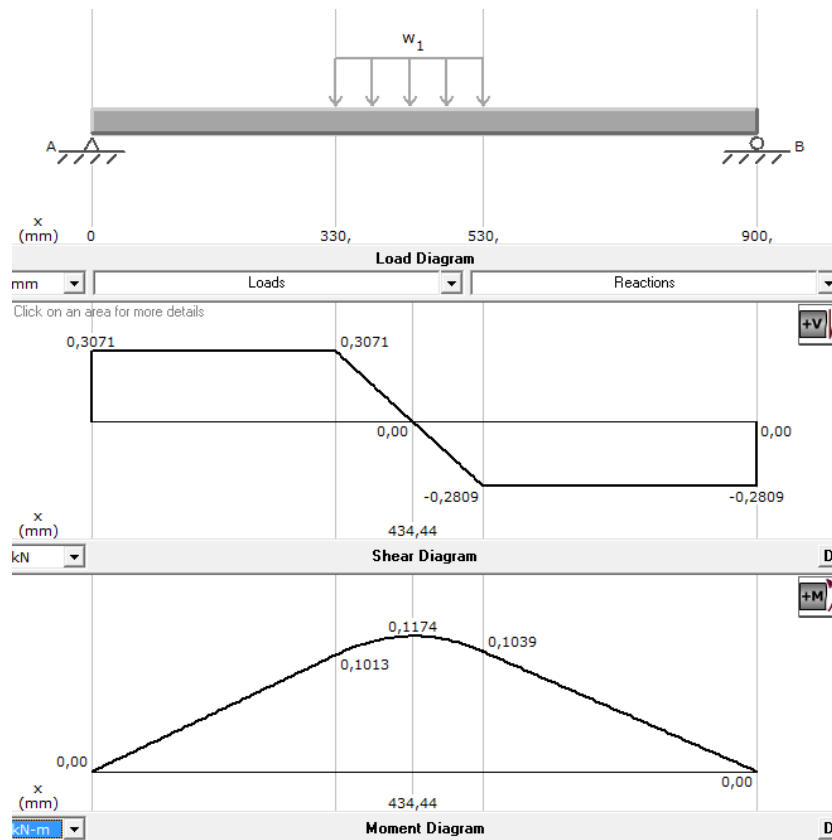 w1
A B
x
(mm) 0 330, 530, 900,
Load Diagram
mm Loads Reactions
Click on an area for more details
+V
0,3071 0,3071
0,00 0,00
-0,2809 -0,2809
x
(mm) 434,44
kN Shear Diagram D
+M
0,1174
0,1013 0,1039
0,00 0,00
x
(mm) 434,44
kN-m Moment Diagram D